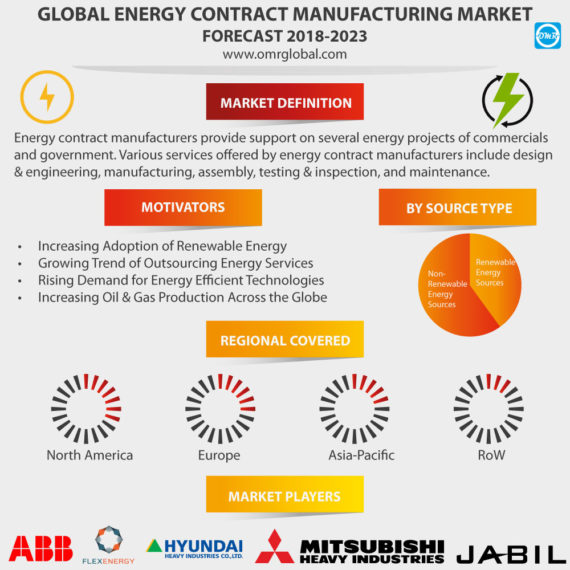 GLOBAL ENERGY CONTRACT MANUFACTURING MARKET
FORECAST 2018-2023
www.omrglobal.com
OMR
MARKET DEFINITION
Energy contract manufacturers provide support on several energy projects of commercials
and government. Various services offered by energy contract manufacturers include design
& engineering, manufacturing, assembly, testing & inspection, and maintenance.
MOTIVATORS
• Increasing Adoption of Renewable Energy
• Growing Trend of Outsourcing Energy Services
• Rising Demand for Energy Efficient Technologies
• Increasing Oil & Gas Production Across the Globe
BY SOURCE TYPE
Non-
Renewable
Energy
Sources
Renewable
Energy
Sources
REGIONAL COVERED
North America
Europe
Asia-Pacific
RoW
MARKET PLAYERS
ABB
FLEXENERGY
HYUNDAI
HEAVY INDUSTRIES CO.,LTD.
MITSUBISHI
HEAVY INDUSTRIES
JABIL